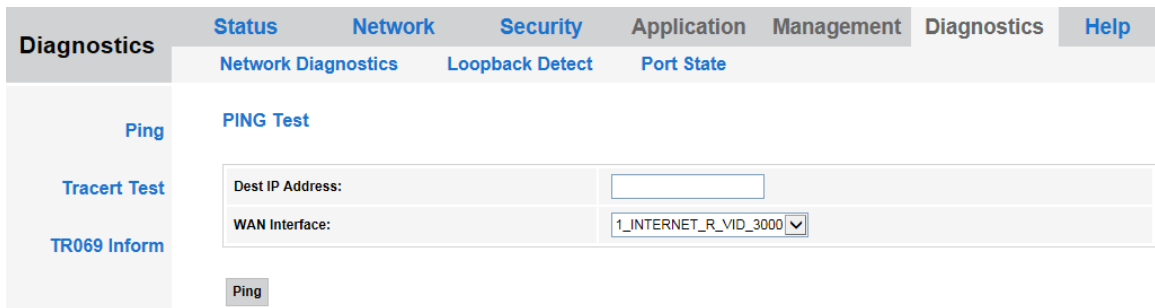 Diagnostics
Status Network Security Application Management Diagnostics Help
Network Diagnostics Loopback Detect Port State
Ping
Tracert Test
TR069 Inform
PING Test
Dest IP Address:
WAN Interface: 1_INTERNET_R_VID_3000
Ping